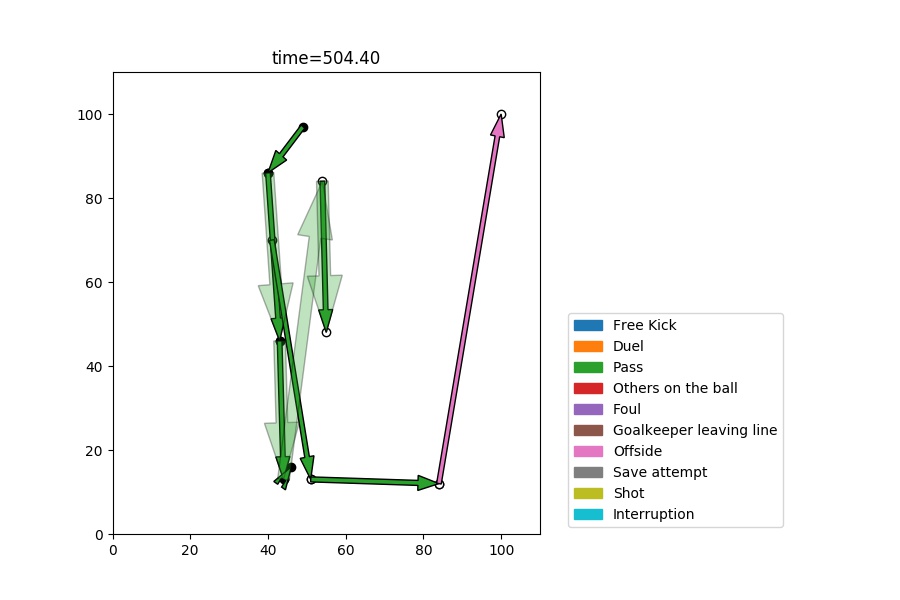 time=504.40
100
80
60
40
20
0
0 20 40 60 80 100
Free Kick
Duel
Pass
Others on the ball
Foul
Goalkeeper leaving line
Offside
Save attempt
Shot
Interruption